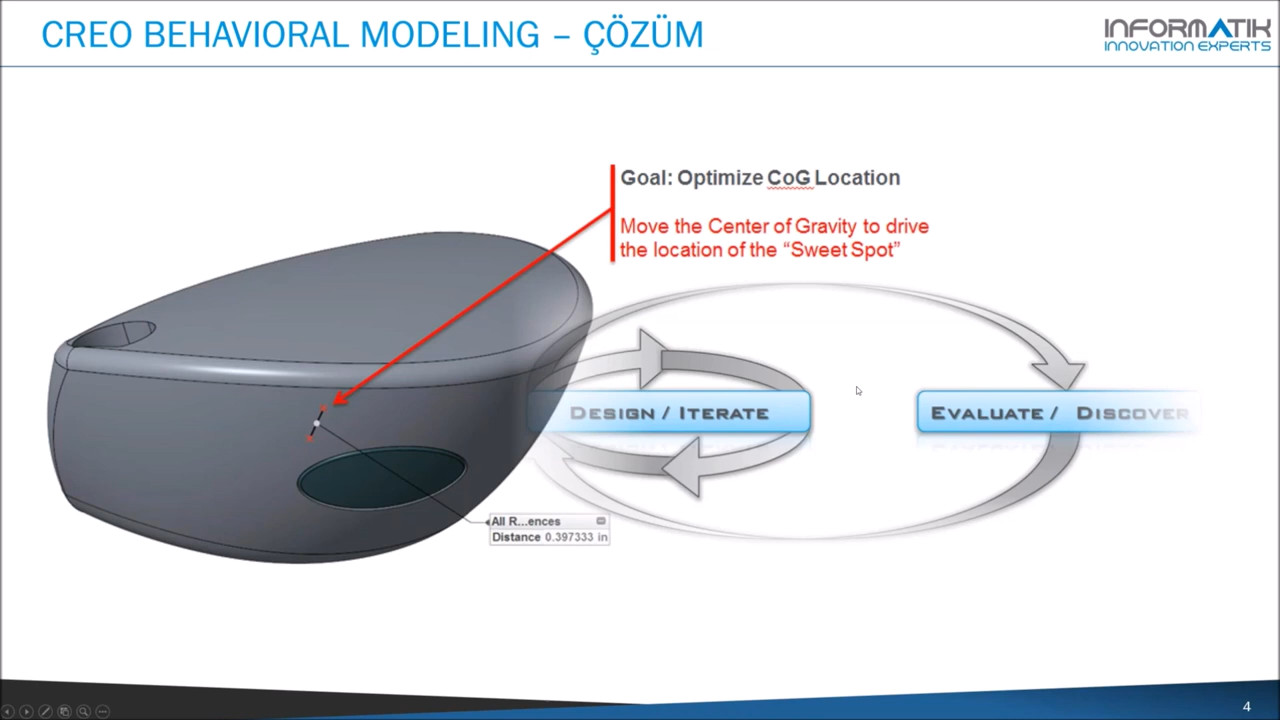 CREO BEHAVIORAL MODELING – ÇÖZÜM
INFORMATIK
INNOVATION EXPERTS
Goal: Optimize CoG Location
Move the Center of Gravity to drive
the location of the “Sweet Spot”
DESIGN / ITERATE
EVALUATE / DISCOVER
All R...ences
Distance 0.397333 in
4